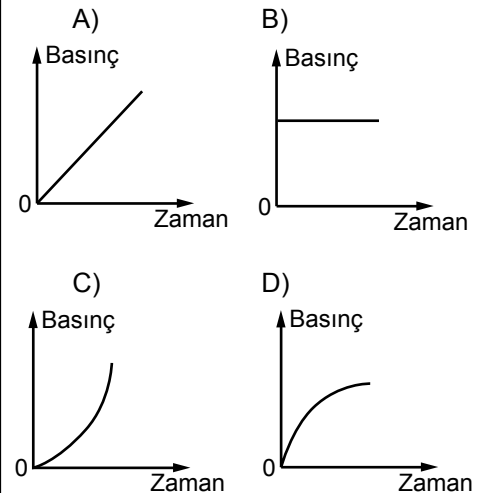 A)
Basınç
0
Zaman
B)
Basınç
0
Zaman
C)
Basınç
0
Zaman
D)
Basınç
0
Zaman